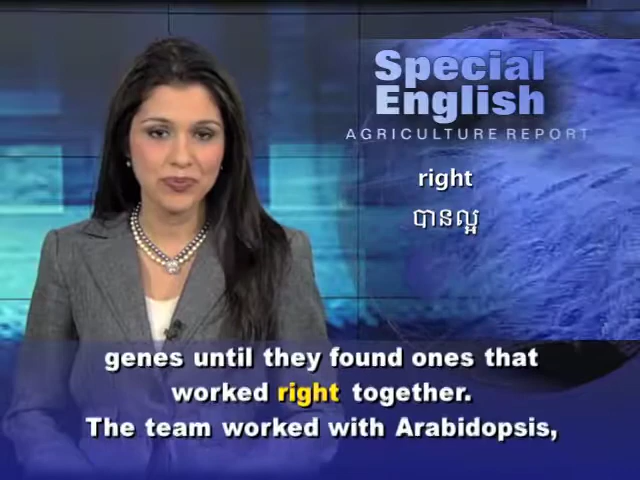 Special
English
AGRICULTURE REPORT
right
បានល្អ
genes until they found ones that
worked right together.
The team worked with Arabidopsis,